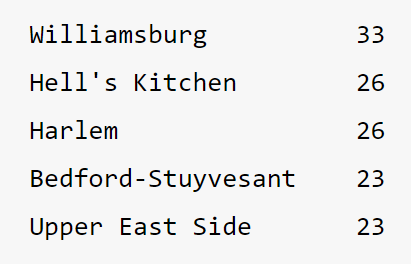 Williamsburg 33
Hell's Kitchen 26
Harlem 26
Bedford-Stuyvesant 23
Upper East Side 23